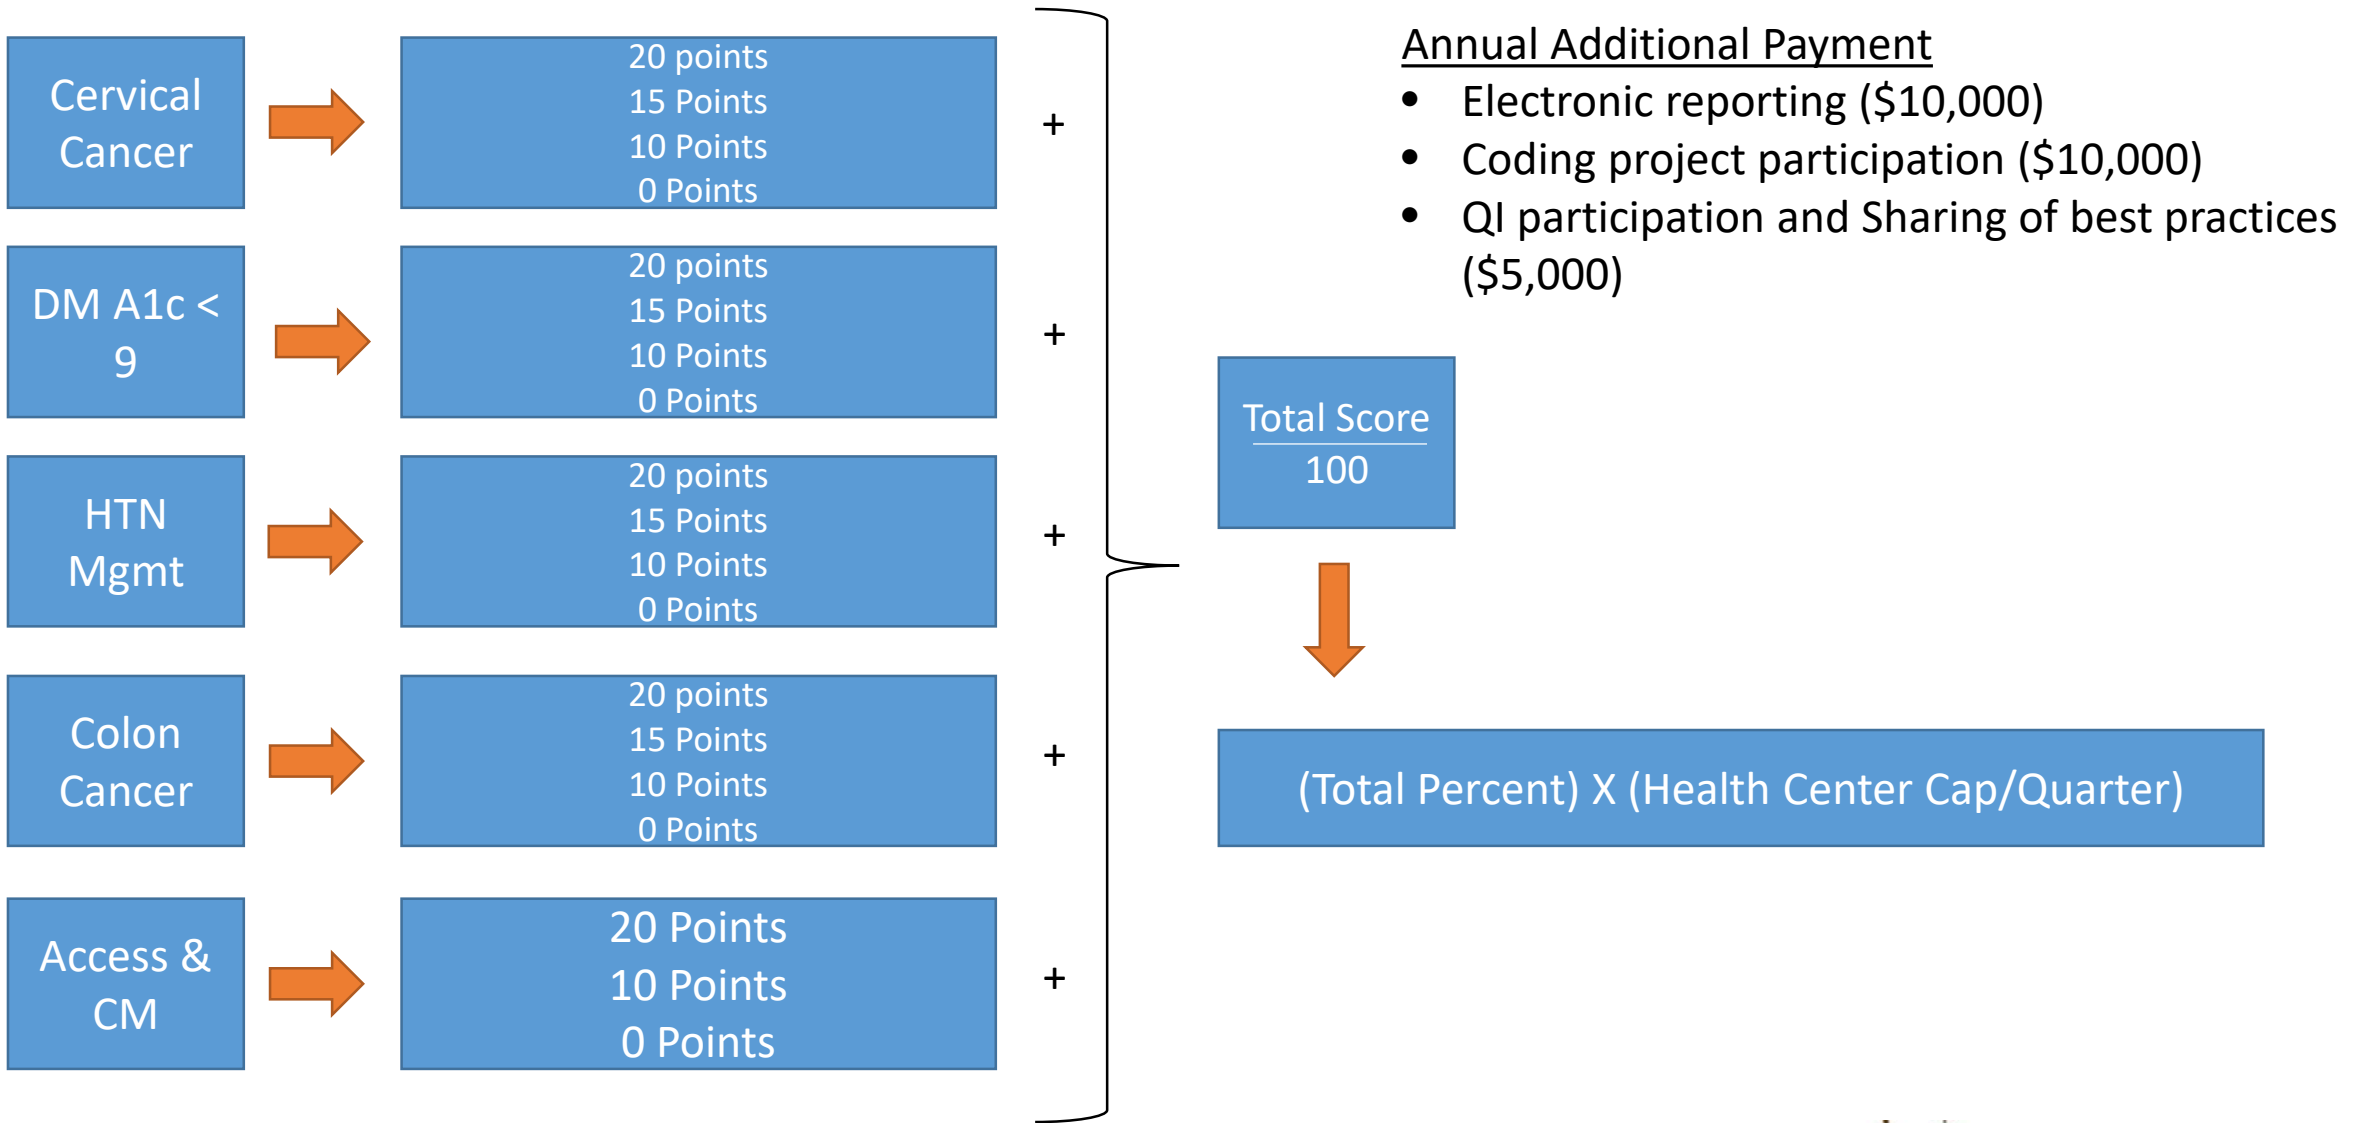 Cervical
Cancer
20 points
15 Points
10 Points
0 Points
+
DM A1c <
9
20 points
15 Points
10 Points
0 Points
+
HTN
Mgmt
20 points
15 Points
10 Points
0 Points
+
Colon
Cancer
20 points
15 Points
10 Points
0 Points
+
Access &
CM
20 Points
10 Points
0 Points
+
Annual Additional Payment
• Electronic reporting ($10,000)
• Coding project participation ($10,000)
• QI participation and Sharing of best practices
($5,000)
Total Score
100
(Total Percent) X (Health Center Cap/Quarter)